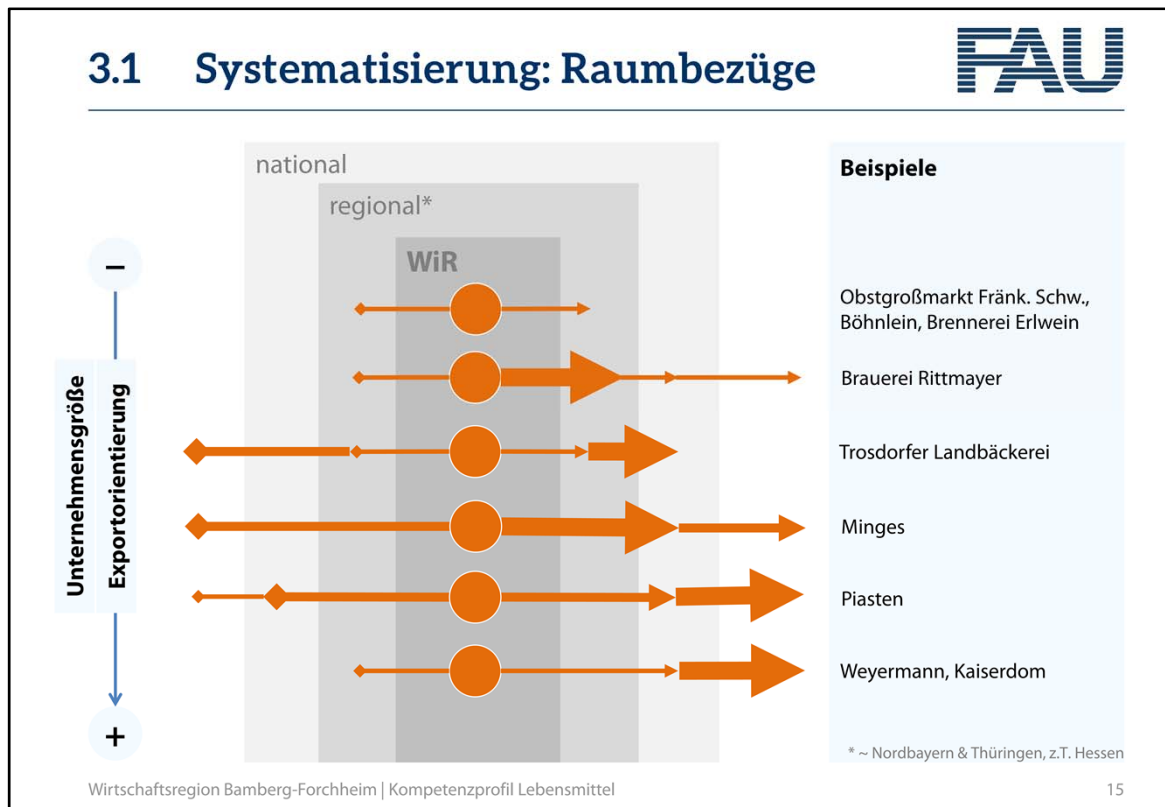 3.1 Systematisierung: Raumbezüge
FAU
national
regional*
WiR
Beispiele
−
Unternehmensgröße
Exportorientierung
+
Obstgroßmarkt Fränk. Schw.,
Böhnlein, Brennerei Erlwein
Brauerei Rittmayer
Trosdorfer Landbäckerei
Minges
Piasten
Weyermann, Kaiserdom
* ~ Nordbayern & Thüringen, z.T. Hessen
Wirtschaftsregion Bamberg-Forchheim | Kompetenzprofil Lebensmittel
15